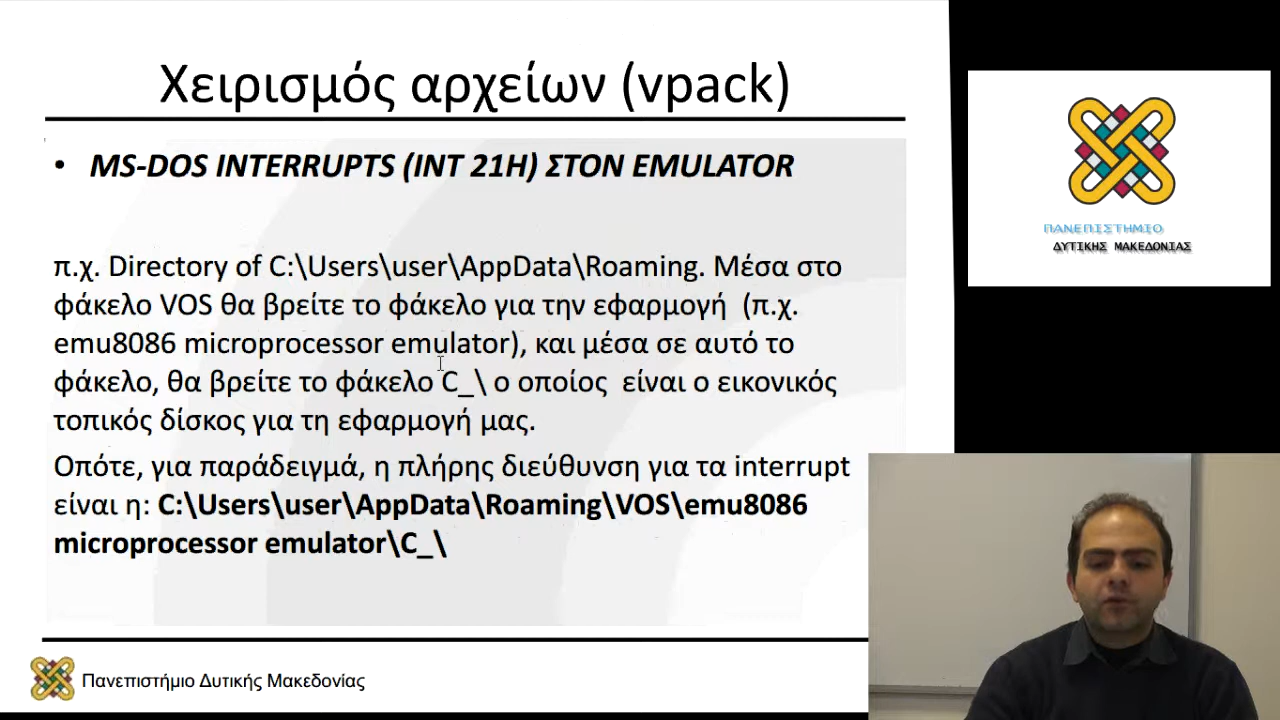 Χειρισμός αρχείων (vpack)
• MS-DOS INTERRUPTS (INT 21H) ΣΤΟΝ EMULATOR
π.χ. Directory of C:\Users\user\AppData\Roaming. Μέσα στο
φάκελο VOS θα βρείτε το φάκελο για την εφαρμογή (π.χ.
emu8086 microprocessor emulator), και μέσα σε αυτό το
φάκελο, θα βρείτε το φάκελο C_\ ο οποίος είναι ο εικονικός
τοπικός δίσκος για τη εφαρμογή μας.
Οπότε, για παράδειγμά, η πλήρης διεύθυνση για τα interrupt
είναι η: C:\Users\user\AppData\Roaming\VOS\emu8086
microprocessor emulator\C_\
Πανεπιστήμιο Δυτικής Μακεδονίας
ΠΑΝΕΠΙΣΤΗΜΙΟ
ΔΥΤΙΚΗΣ ΜΑΚΕΔΟΝΙΑΣ